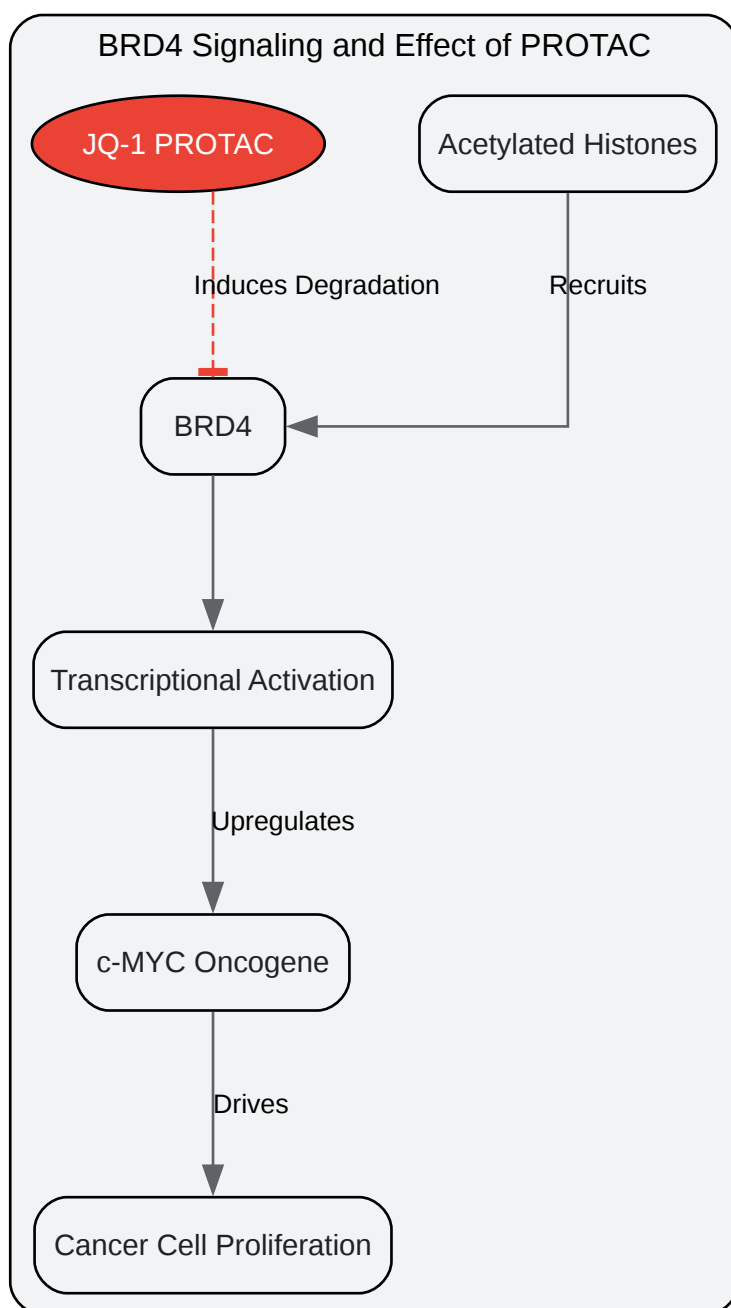 BRD4 Signaling and Effect of PROTAC
JQ-1 PROTAC
Acetylated Histones
Induces Degradation
Recruits
BRD4
Transcriptional Activation
Upregulates
c-MYC Oncogene
Drives
Cancer Cell Proliferation